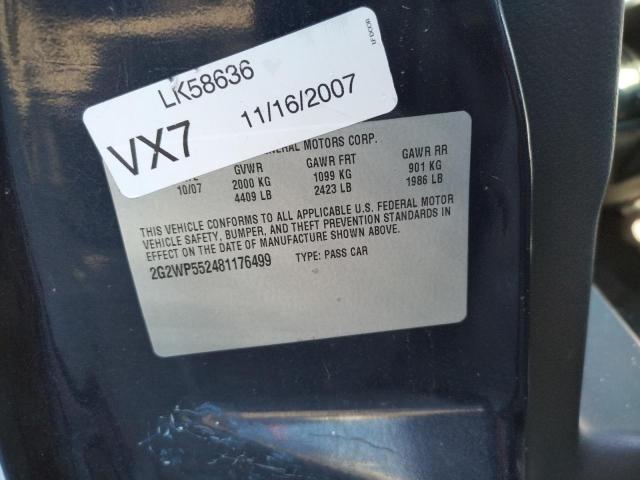 LF DOOR
LK58636
VX7 11/16/2007
GENERAL MOTORS CORP.
GVWR GAWR FRT GAWR RR
10/07 2000 KG 1099 KG 901 KG
4409 LB 2423 LB 1986 LB
THIS VEHICLE CONFORMS TO ALL APPLICABLE U.S. FEDERAL MOTOR
VEHICLE SAFETY, BUMPER, AND THEFT PREVENTION STANDARDS IN
EFFECT ON THE DATE OF MANUFACTURE SHOWN ABOVE.
2G2WP552481176499 TYPE: PASS CAR